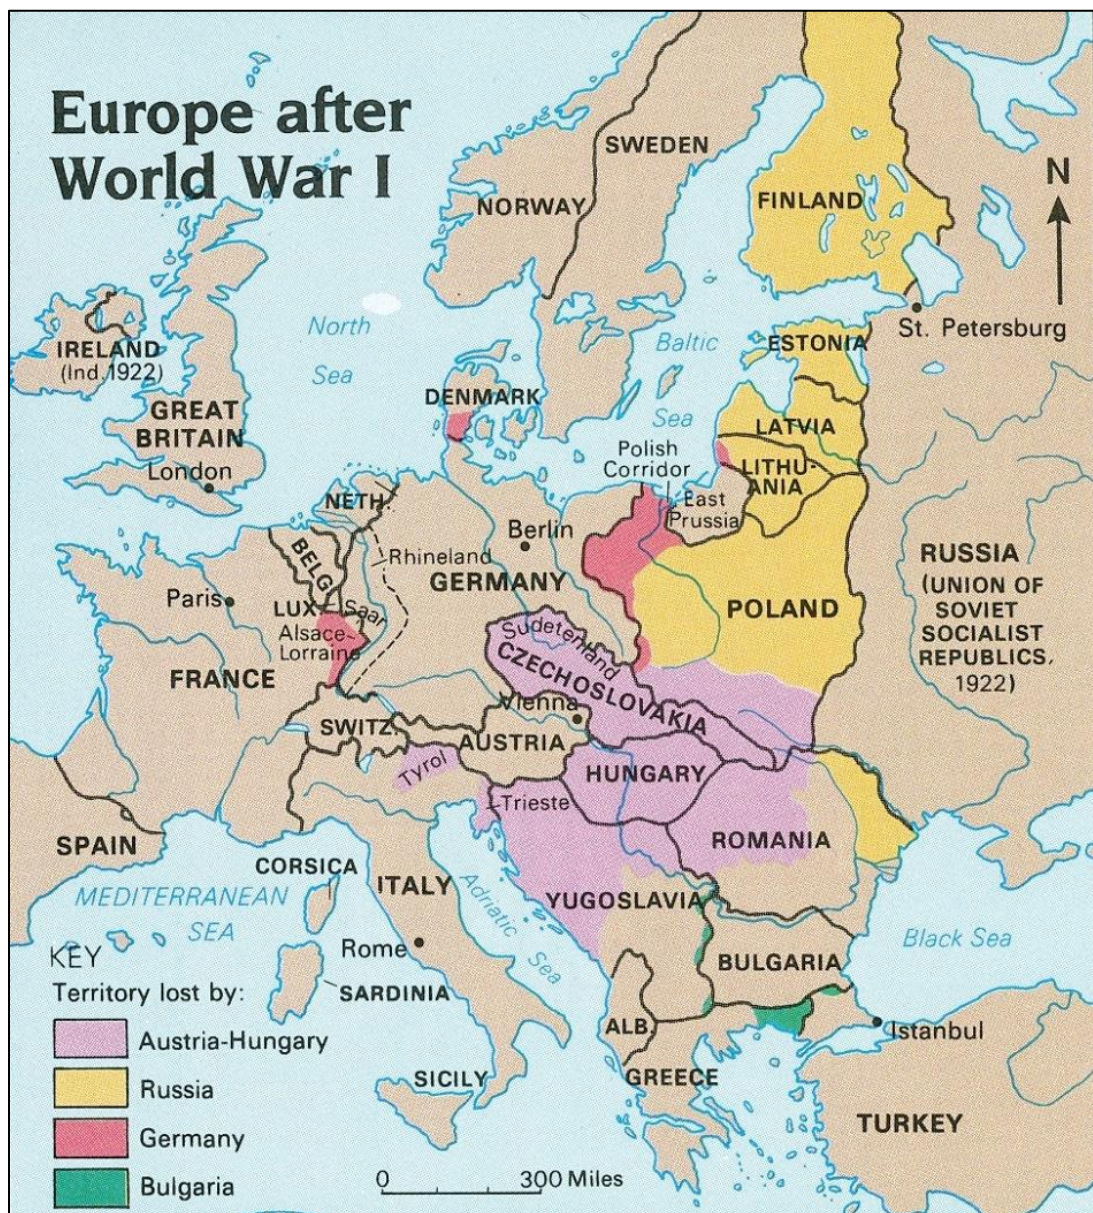 Europe after
World War I
N
SWEDEN
NORWAY
FINLAND
St. Petersburg
North
Sea
Baltic
Sea
ESTONIA
IRELAND
(Ind.1922)
DENMARK
GREAT
BRITAIN
LATVIA
London
Polish
Corridor
LITHU-
ANIA
NETH.
East
Prussia
Berlin
BELG.
Rhineland
RUSSIA
(UNION OF
SOVIET
SOCIALIST
REPUBLICS,
1922)
GERMANY
Paris
LUX.
Saar
POLAND
Alsace-
Lorraine
Sudetenland
CZECHOSLOVAKIA
FRANCE
Vienna
SWITZ.
AUSTRIA
Tyrol
HUNGARY
Trieste
ROMANIA
SPAIN
CORSICA
ITALY
Adriatic
Sea
YUGOSLAVIA
MEDITERRANEAN
SEA
Rome
BULGARIA
Black Sea
KEY
Territory lost by:
SARDINIA
ALB.
Istanbul
Austria-Hungary
SICILY
GREECE
Russia
TURKEY
Germany
Bulgaria
0 300 Miles